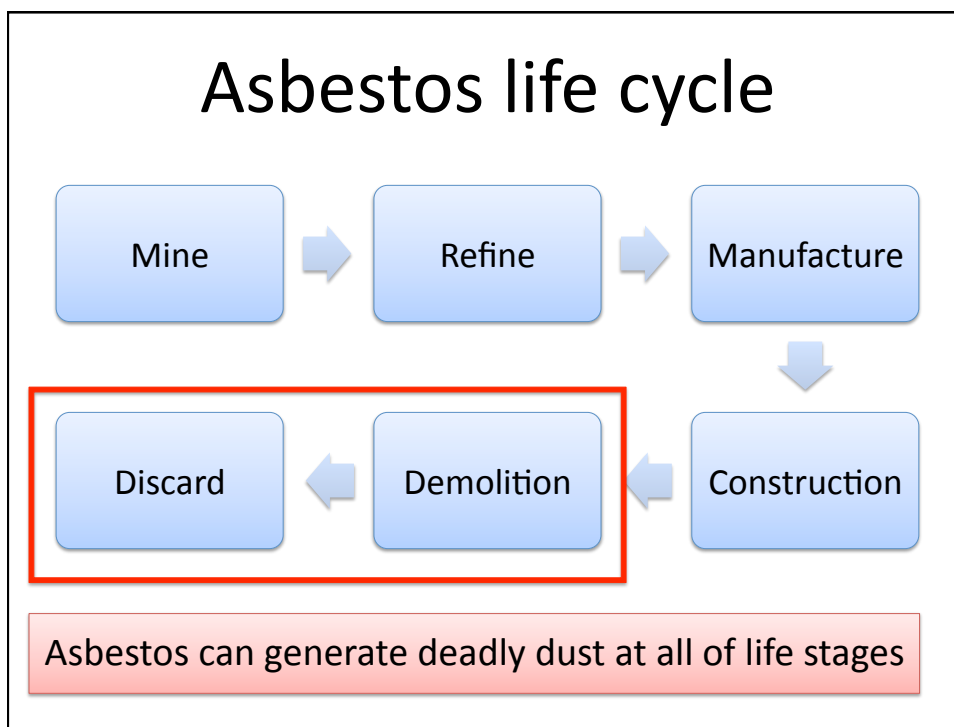 Asbestos life cycle
Mine
Refine
Manufacture
Construction
Demolition
Discard
Asbestos can generate deadly dust at all of life stages